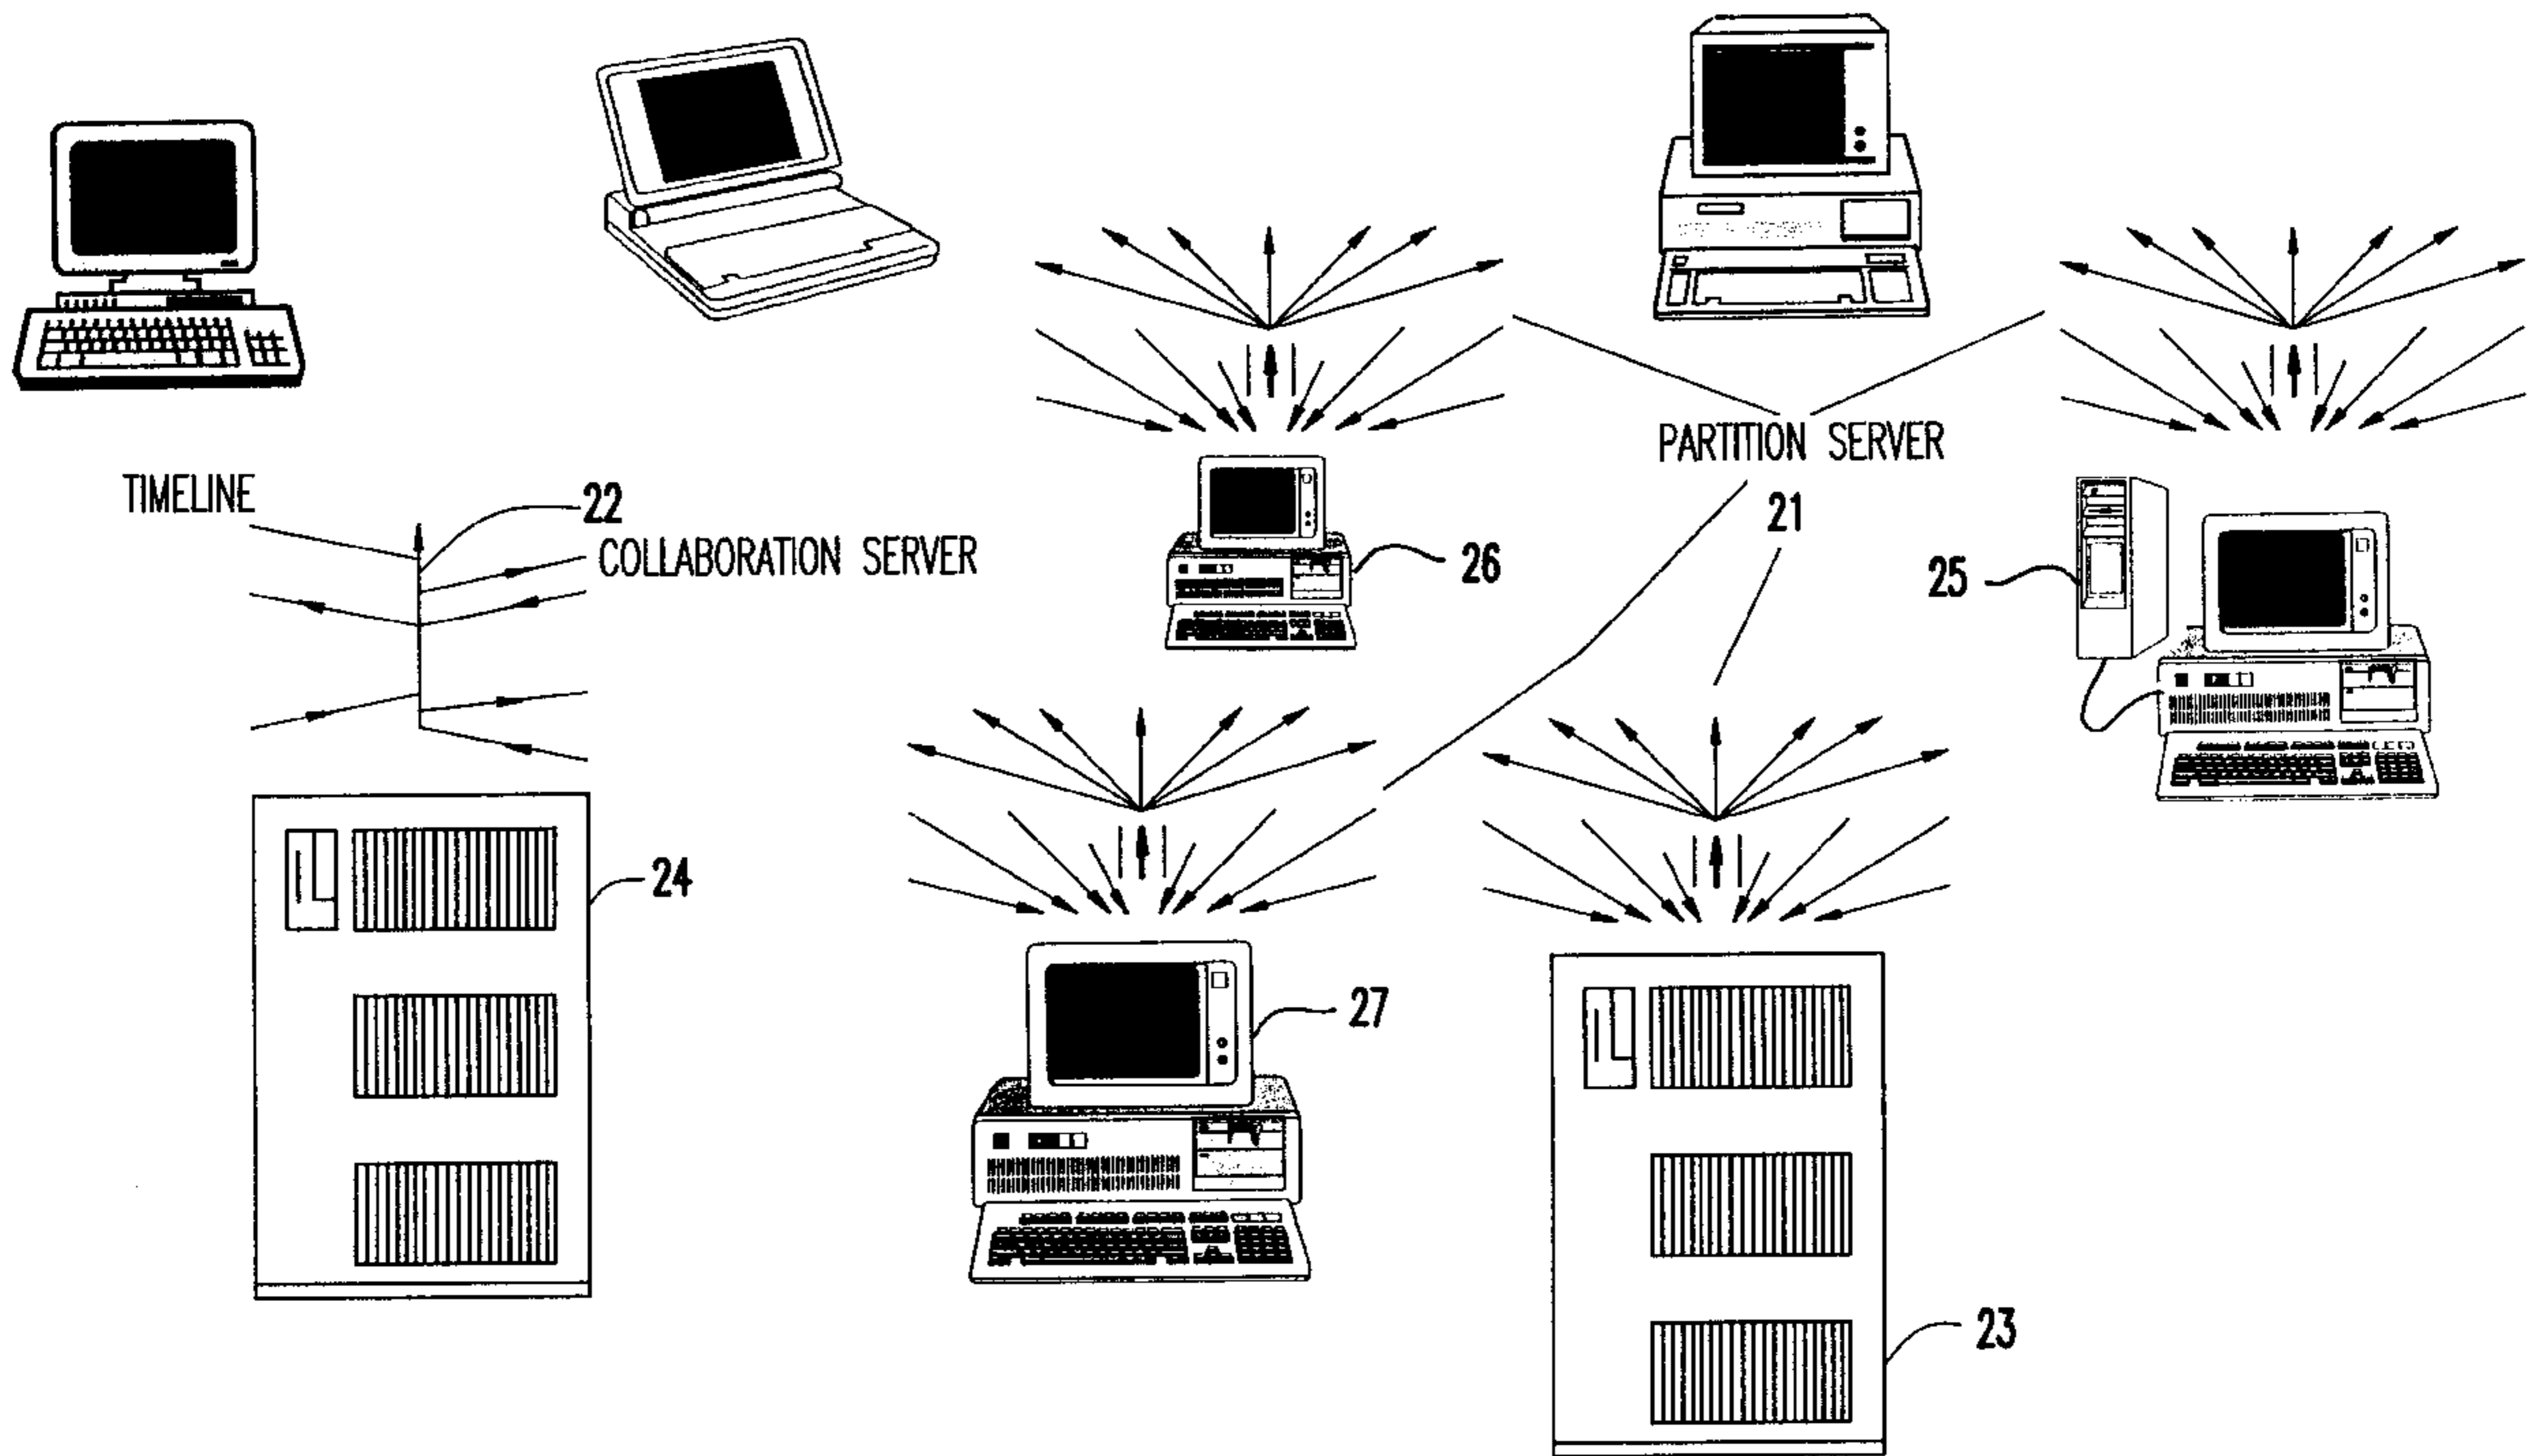 PARTITION SERVER
21
TIMELINE
22
COLLABORATION SERVER
26
25
24
27
23